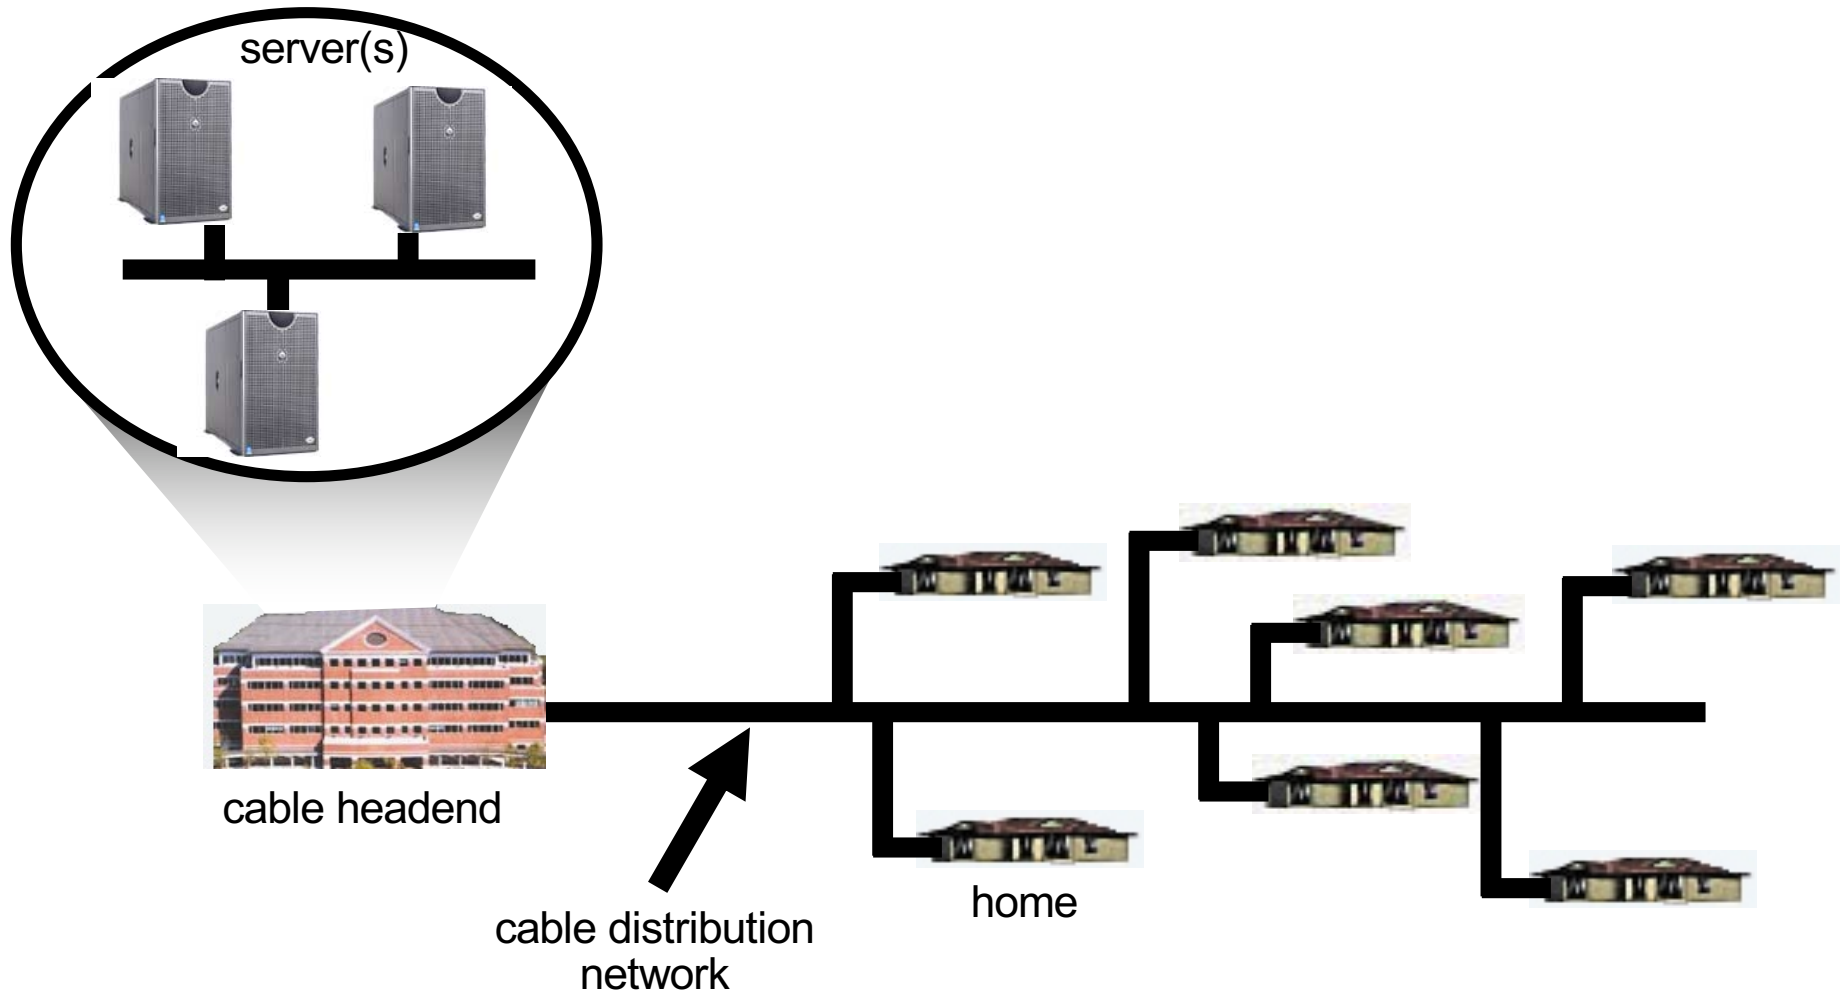 server(s)
cable headend
home
cable distribution
network